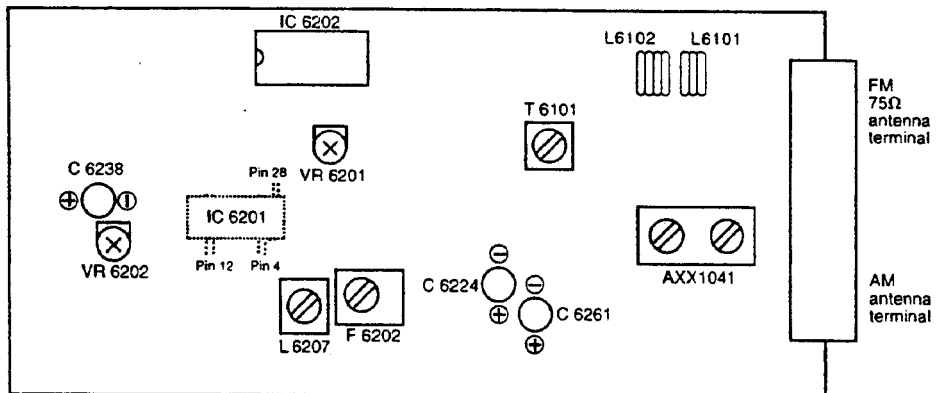 IC 6202
L6102
L6101
FM
75Ω
antenna
terminal
T 6101
VR 6201
C 6238
Pin 28
IC 6201
VR 6202
Pin 12
Pin 4
AXX1041
C 6224
C 6261
L 6207
F 6202
AM
antenna
terminal